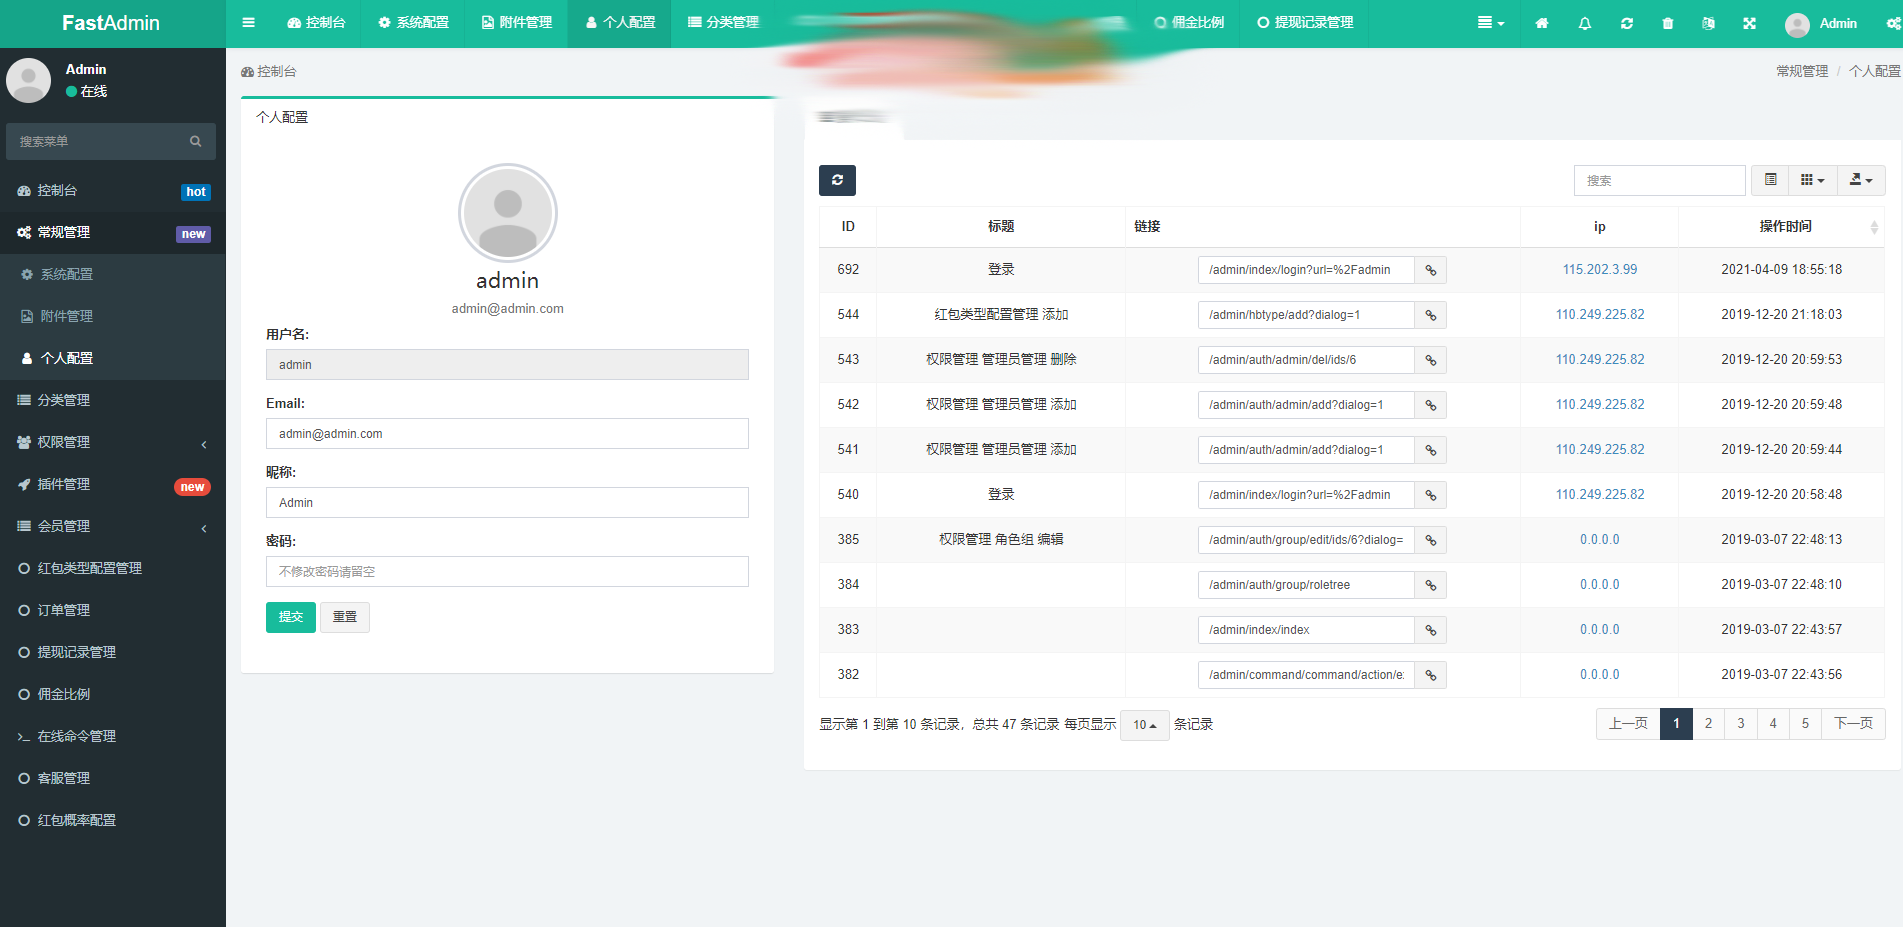 FastAdmin
控制台 系统配置 附件管理 个人配置 分类管理 佣金比例 提现记录管理 Admin
Admin
在线
搜索菜单
控制台 hot
常规管理 new
系统配置
附件管理
个人配置
分类管理
权限管理
插件管理 new
会员管理
红包类型配置管理
订单管理
提现记录管理
佣金比例
在线命令管理
客服管理
红包概率配置
控制台
常规管理 / 个人配置
个人配置
admin
admin@admin.com
用户名:
admin
Email:
admin@admin.com
昵称:
Admin
密码:
不修改密码请留空
提交 重置
搜索
ID 标题 链接 ip 操作时间
692 登录 /admin/index/login?url=%2Fadmin 115.202.3.99 2021-04-09 18:55:18
544 红包类型配置管理 添加 /admin/hbtype/add?dialog=1 110.249.225.82 2019-12-20 21:18:03
543 权限管理 管理员管理 删除 /admin/auth/admin/del/ids/6 110.249.225.82 2019-12-20 20:59:53
542 权限管理 管理员管理 添加 /admin/auth/admin/add?dialog=1 110.249.225.82 2019-12-20 20:59:48
541 权限管理 管理员管理 添加 /admin/auth/admin/add?dialog=1 110.249.225.82 2019-12-20 20:59:44
540 登录 /admin/index/login?url=%2Fadmin 110.249.225.82 2019-12-20 20:58:48
385 权限管理 角色组 编辑 /admin/auth/group/edit/ids/6?dialog= 0.0.0.0 2019-03-07 22:48:13
384 /admin/auth/group/roletree 0.0.0.0 2019-03-07 22:48:10
383 /admin/index/index 0.0.0.0 2019-03-07 22:43:57
382 /admin/command/command/action/e 0.0.0.0 2019-03-07 22:43:56
显示第 1 到第 10 条记录，总共 47 条记录 每页显示 10 条记录
上一页 1 2 3 4 5 下一页